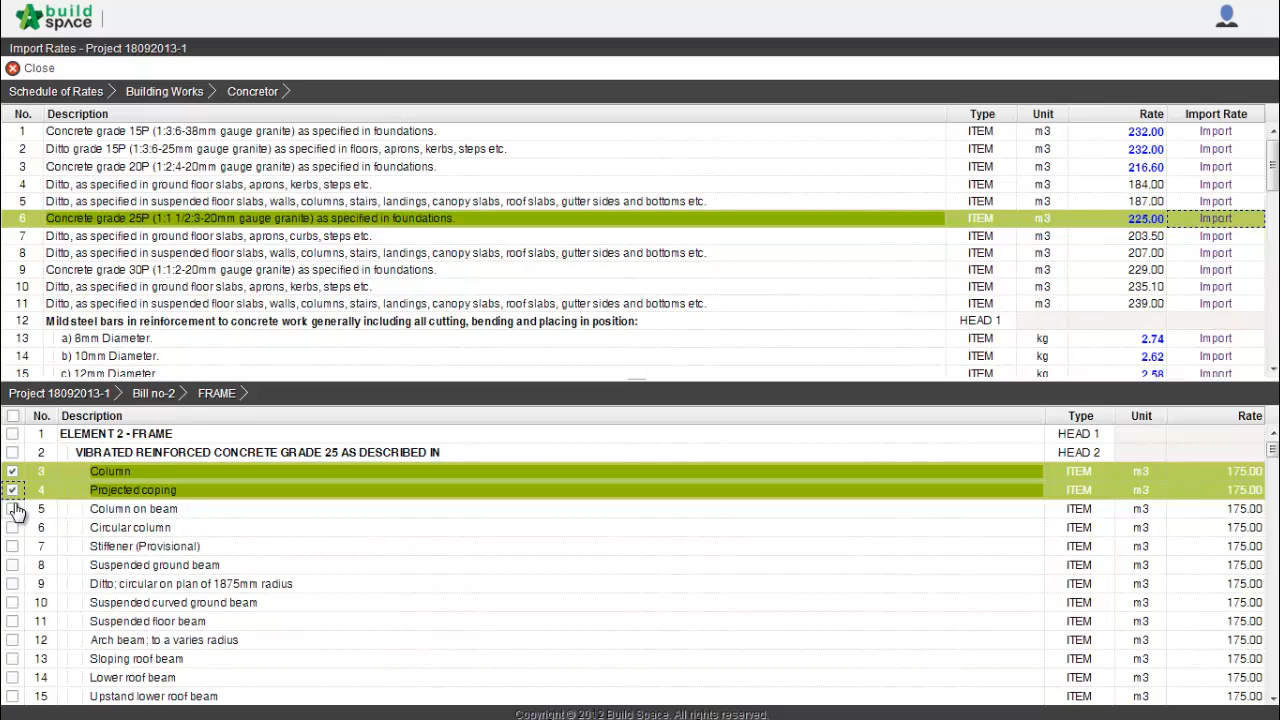 build
space
Import Rates - Project 18092013-1
Close
Schedule of Rates Building Works Concretor
No. Description Type Unit Rate Import Rate
1 Concrete grade 15P (1:3:6-38mm gauge granite) as specified in foundations. ITEM m3 232.00 Import
2 Ditto grade 15P (1:3:6-25mm gauge granite) as specified in floors, aprons, kerbs, steps etc. ITEM m3 232.00 Import
3 Concrete grade 20P (1:2:4-20mm gauge granite) as specified in foundations. ITEM m3 216.60 Import
4 Ditto, as specified in ground floor slabs, aprons, kerbs, steps etc. ITEM m3 184.00 Import
5 Ditto, as specified in suspended floor slabs, walls, columns, stairs, landings, canopy slabs, roof slabs, gutter sides and bottoms etc. ITEM m3 187.00 Import
6 Concrete grade 25P (1:1 1/2:3-20mm gauge granite) as specified in foundations. ITEM m3 225.00 Import
7 Ditto, as specified in ground floor slabs, aprons, curbs, steps etc. ITEM m3 203.50 Import
8 Ditto, as specified in suspended floor slabs, walls, columns, stairs, landings, canopy slabs, roof slabs, gutter sides and bottoms etc. ITEM m3 207.00 Import
9 Concrete grade 30P (1:1:2-20mm gauge granite) as specified in foundations. ITEM m3 229.00 Import
10 Ditto, as specified in ground floor slabs, aprons, kerbs, steps etc. ITEM m3 235.10 Import
11 Ditto, as specified in suspended floor slabs, walls, columns, stairs, landings, canopy slabs, roof slabs, gutter sides and bottoms etc. ITEM m3 239.00 Import
12 Mild steel bars in reinforcement to concrete work generally including all cutting, bending and placing in position: HEAD 1
13 a) 8mm Diameter. ITEM kg 2.74 Import
14 b) 10mm Diameter. ITEM kg 2.62 Import
15 c) 12mm Diameter ITEM kg 2.58 Import
Project 18092013-1 Bill no-2 FRAME
No. Description Type Unit Rate
1 ELEMENT 2 - FRAME HEAD 1
2 VIBRATED REINFORCED CONCRETE GRADE 25 AS DESCRIBED IN HEAD 2
3 Column ITEM m3 175.00
4 Projected coping ITEM m3 175.00
5 Column on beam ITEM m3 175.00
6 Circular column ITEM m3 175.00
7 Stiffener (Provisional) ITEM m3 175.00
8 Suspended ground beam ITEM m3 175.00
9 Ditto; circular on plan of 1875mm radius ITEM m3 175.00
10 Suspended curved ground beam ITEM m3 175.00
11 Suspended floor beam ITEM m3 175.00
12 Arch beam; to a varies radius ITEM m3 175.00
13 Sloping roof beam ITEM m3 175.00
14 Lower roof beam ITEM m3 175.00
15 Upstand lower roof beam ITEM m3 175.00
Copyright © 2012 Build Space. All rights reserved.